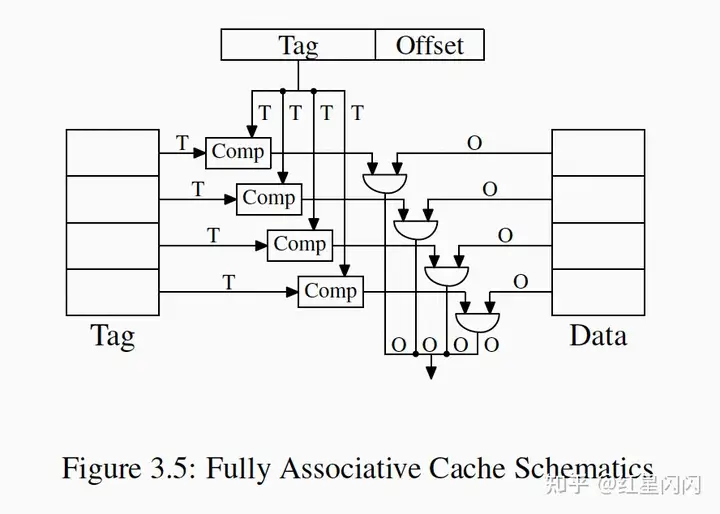 Tag Offset
T T T T
T Comp O
T Comp O
T Comp O
T Comp O
Tag Data
O O O O
Figure 3.5: Fully Associative Cache Schematics
知乎 @红星闪闪